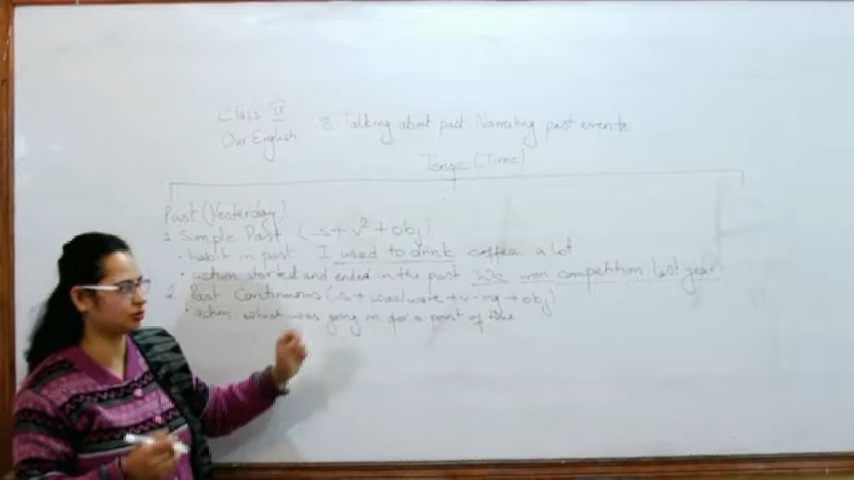 Class V
Our English
8. Talking about past Narrating past events
Tense (Time)
Past (Yesterday)
1 Simple Past (-s + v² + obj)
• habit in past I used to drink coffee a lot
• action started and ended in the past We won competition last year
2 Past Continuous (-s + was/were + v-ing + obj)
• action which was going on for a point of time